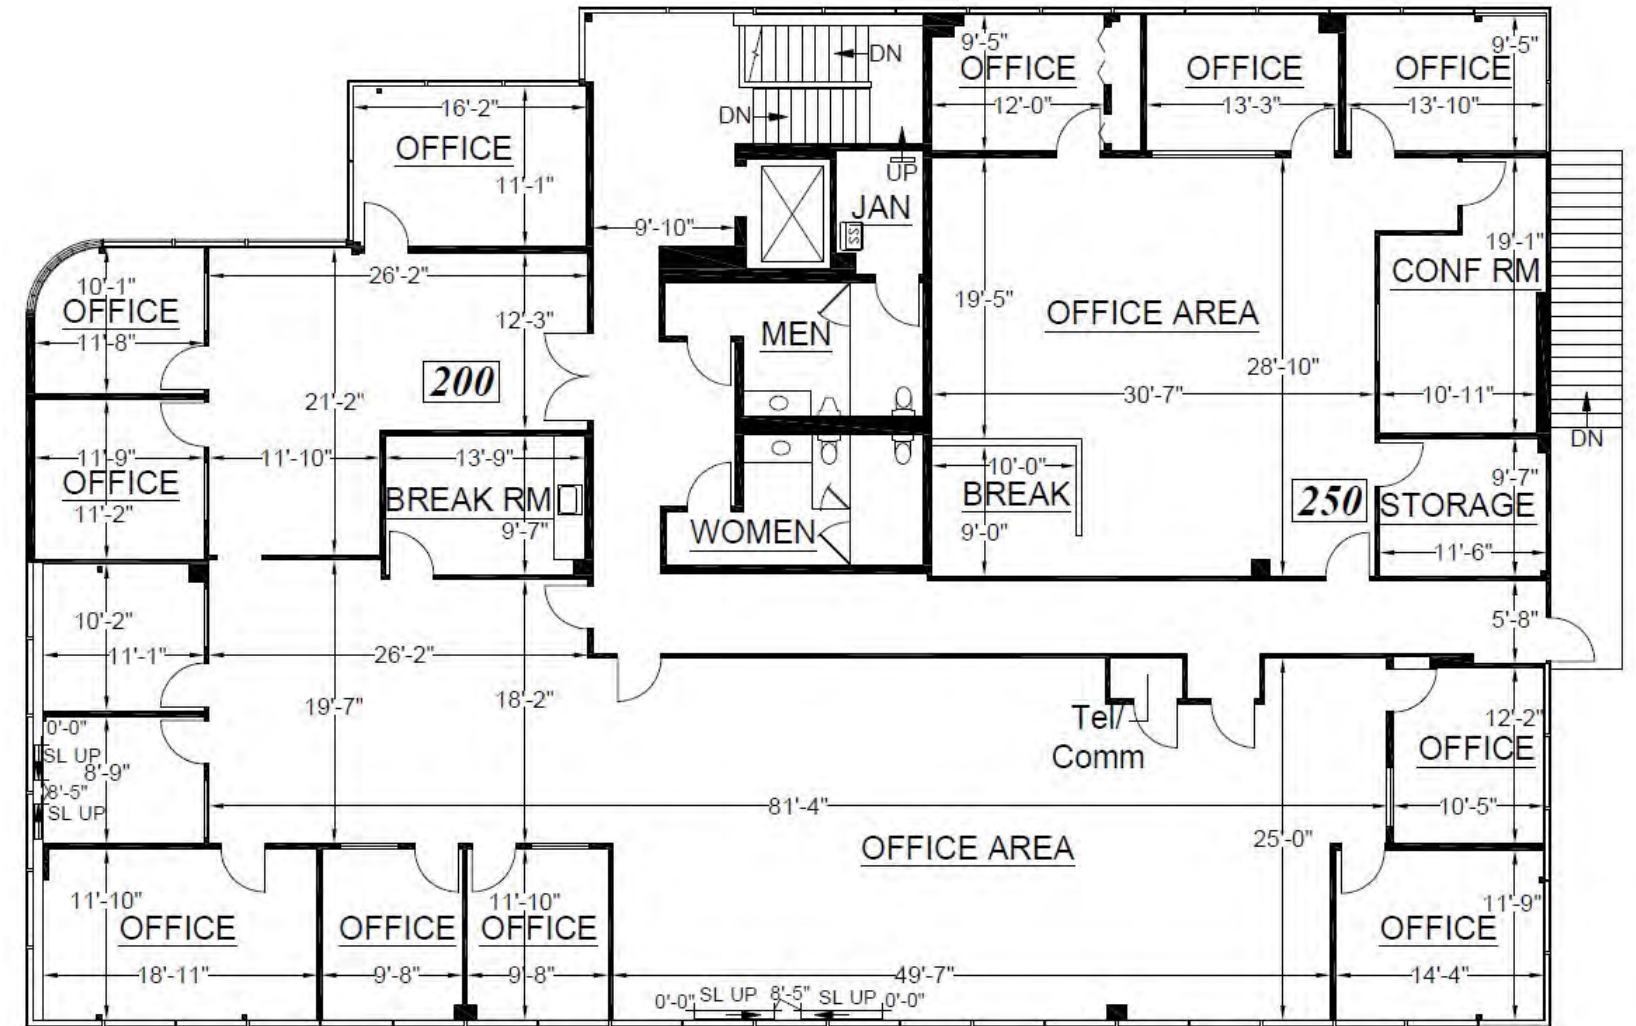 9'-5"
OFFICE
12'-0"
OFFICE
13'-3"
9'-5"
OFFICE
13'-10"
DN
DN
16'-2"
OFFICE
11'-1"
UP
JAN
9'-10"
10'-1"
OFFICE
11'-8"
26'-2"
12'-3"
19'-1"
CONF RM
19'-5"
OFFICE AREA
MEN
28'-10"
200
21'-2"
30'-7"
10'-11"
DN
11'-9"
OFFICE
11'-2"
11'-10"
13'-9"
BREAK RM
9'-7"
WOMEN
10'-0"
BREAK
9'-0"
250
9'-7"
STORAGE
11'-6"
10'-2"
11'-1"
26'-2"
5'-8"
19'-7"
18'-2"
Tel/
Comm
12'-2"
OFFICE
10'-5"
0'-0"
SL UP
8'-9"
8'-5"
SL UP
81'-4"
OFFICE AREA
25'-0"
11'-10"
OFFICE
18'-11"
OFFICE
9'-8"
11'-10"
OFFICE
9'-8"
49'-7"
11'-9"
OFFICE
14'-4"
0'-0" SL UP 8'-5" SL UP 0'-0"